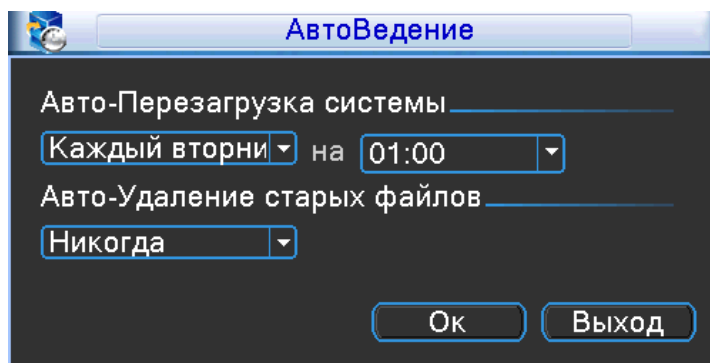 АвтоВедение
Авто-Перезагрузка системы
Каждый вторни на 01:00
Авто-Удаление старых файлов
Никогда
Ок Выход